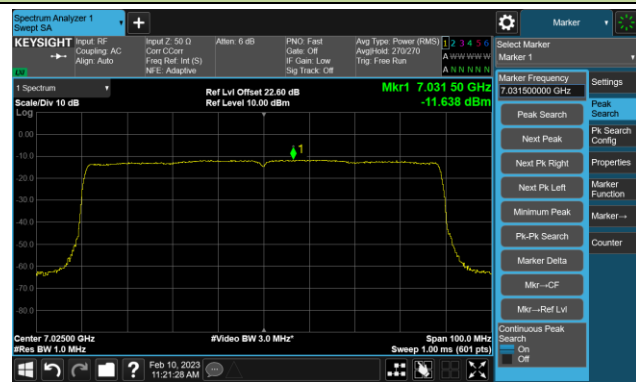 Spectrum Analyzer 1
Swept SA
Marker
KEYSIGHT
Input: RF
Coupling: AC
Align: Auto
Input Z: 50 Ω
Corr CCorr
Freq Ref: Int (S)
NFE: Adaptive
Atten: 6 dB
PNO: Fast
Gate: Off
IF Gain: Low
Sig Track: Off
Avg Type: Power (RMS)
Avg|Hold: 270/270
Trig: Free Run
1 2 3 4 5 6
A W W W W W
A N N N N N
LXI
Select Marker
Marker 1
1 Spectrum
Scale/Div 10 dB
Log
Ref Lvl Offset 22.60 dB
Ref Level 10.00 dBm
Mkr1 7.031 50 GHz
-11.638 dBm
1
0.00
-10.0
-20.0
-30.0
-40.0
-50.0
-60.0
-70.0
-80.0
Center 7.02500 GHz
#Res BW 1.0 MHz
#Video BW 3.0 MHz*
Span 100.0 MHz
Sweep 1.00 ms (601 pts)
Marker Frequency
7.031500000 GHz
Peak Search
Next Peak
Next Pk Right
Next Pk Left
Minimum Peak
Pk-Pk Search
Marker Delta
Mkr→CF
Mkr→Ref Lvl
Continuous Peak
Search
On
Off
Settings
Peak
Search
Pk Search
Config
Properties
Marker
Function
Marker→
Counter
?
Feb 10, 2023
11:21:28 AM